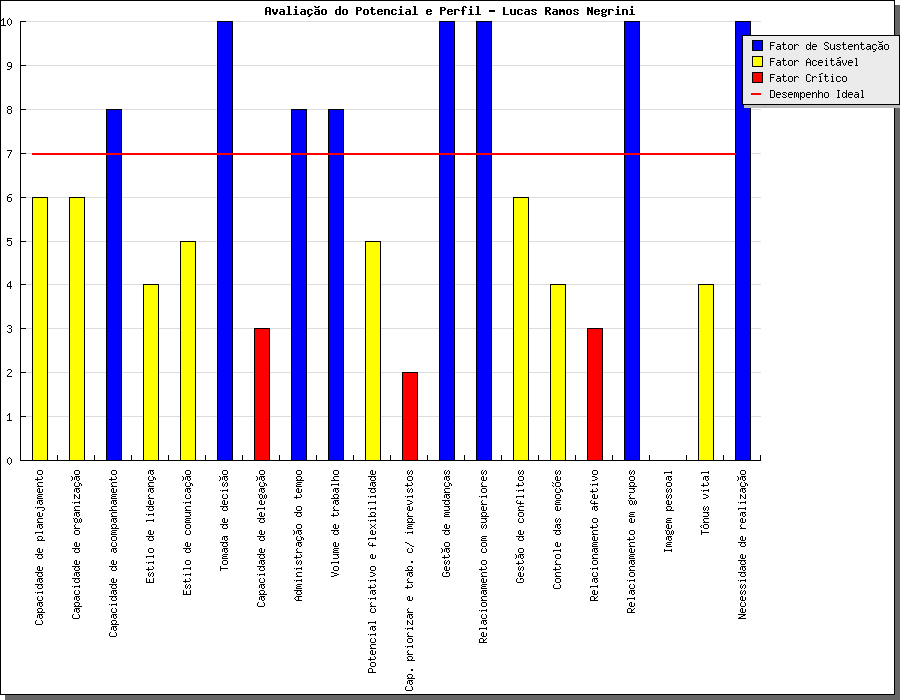 Avaliação do Potencial e Perfil - Lucas Ramos Negrini
10
9
8
7
6
5
4
3
2
1
0
Fator de Sustentação
Fator Aceitável
Fator Crítico
Desempenho Ideal
Capacidade de planejamento
Capacidade de organização
Capacidade de acompanhamento
Estilo de liderança
Estilo de comunicação
Tomada de decisão
Capacidade de delegação
Administração do tempo
Volume de trabalho
Potencial criativo e flexibilidade
Cap. priorizar e trab. c/ imprevistos
Gestão de mudanças
Relacionamento com superiores
Gestão de conflitos
Controle das emoções
Relacionamento afetivo
Relacionamento em grupos
Imagem pessoal
Tônus vital
Necessidade de realização